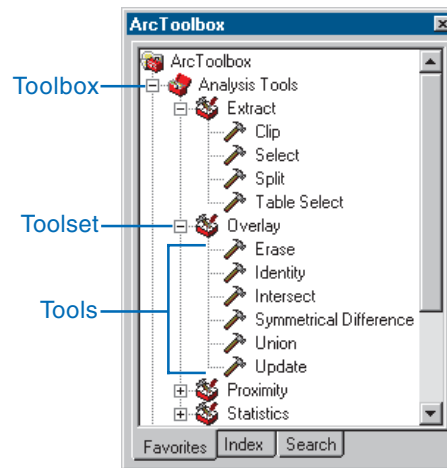 ArcToolbox
ArcToolbox
Toolbox
Analysis Tools
Extract
Clip
Select
Split
Table Select
Toolset
Overlay
Erase
Identity
Intersect
Tools
Symmetrical Difference
Union
Update
Proximity
Statistics
Favorites Index Search